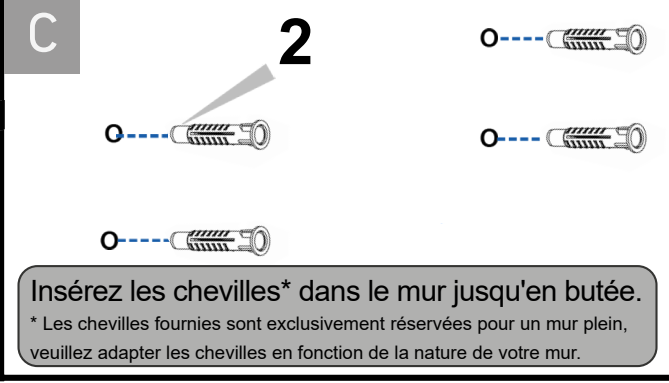 C
2
Insérez les chevilles* dans le mur jusqu'en butée.
* Les chevilles fournies sont exclusivement réservées pour un mur plein,
veuillez adapter les chevilles en fonction de la nature de votre mur.